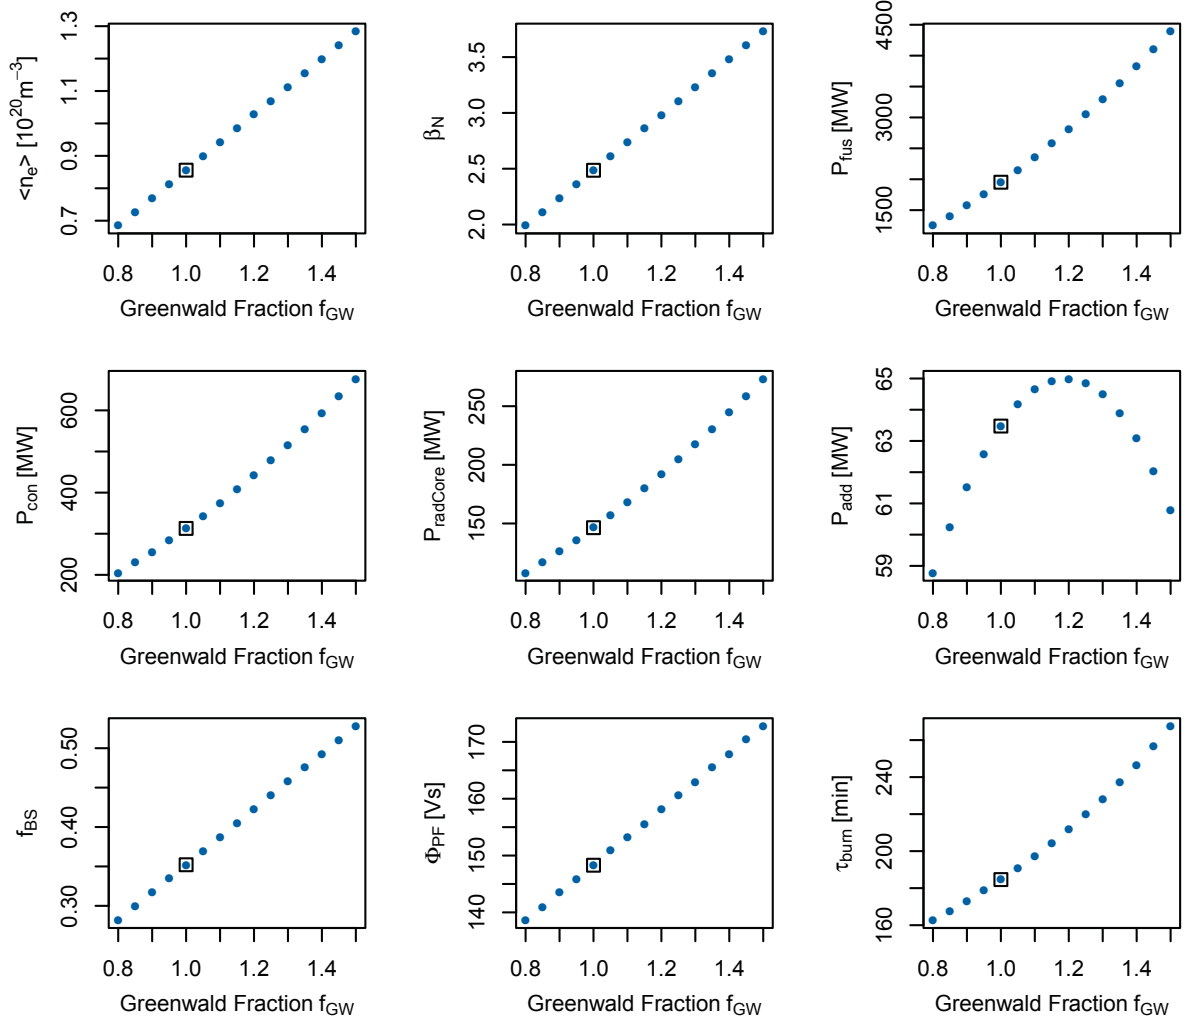 <n_e> [10^20 m^−3]
1.3
1.1
0.9
0.7
0.8 1.0 1.2 1.4
Greenwald Fraction f_GW
β_N
3.5
3.0
2.5
2.0
0.8 1.0 1.2 1.4
Greenwald Fraction f_GW
P_fus [MW]
4500
3000
1500
0.8 1.0 1.2 1.4
Greenwald Fraction f_GW
P_con [MW]
600
400
200
0.8 1.0 1.2 1.4
Greenwald Fraction f_GW
P_radCore [MW]
250
200
150
0.8 1.0 1.2 1.4
Greenwald Fraction f_GW
P_add [MW]
65
63
61
59
0.8 1.0 1.2 1.4
Greenwald Fraction f_GW
f_BS
0.50
0.40
0.30
0.8 1.0 1.2 1.4
Greenwald Fraction f_GW
Φ_PF [Vs]
170
160
150
140
0.8 1.0 1.2 1.4
Greenwald Fraction f_GW
τ_burn [min]
240
200
160
0.8 1.0 1.2 1.4
Greenwald Fraction f_GW